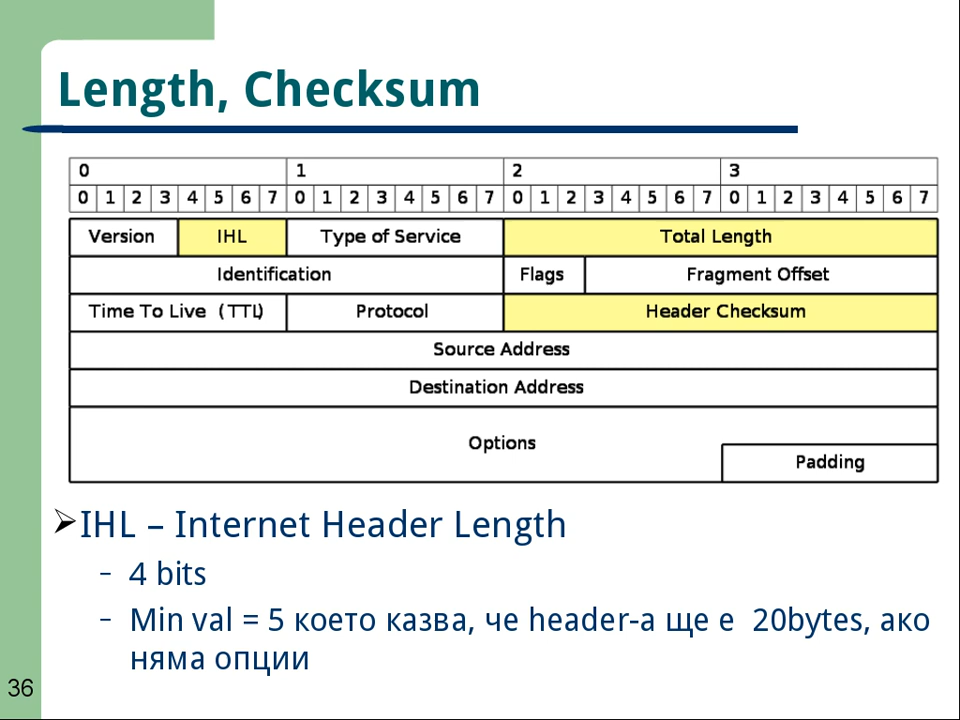 Length, Checksum
0 1 2 3
0 1 2 3 4 5 6 7 0 1 2 3 4 5 6 7 0 1 2 3 4 5 6 7 0 1 2 3 4 5 6 7
Version IHL Type of Service Total Length
Identification Flags Fragment Offset
Time To Live (TTL) Protocol Header Checksum
Source Address
Destination Address
Options
Padding
➢IHL – Internet Header Length
– 4 bits
– Min val = 5 което казва, че header-а ще е 20bytes, ако
няма опции
36